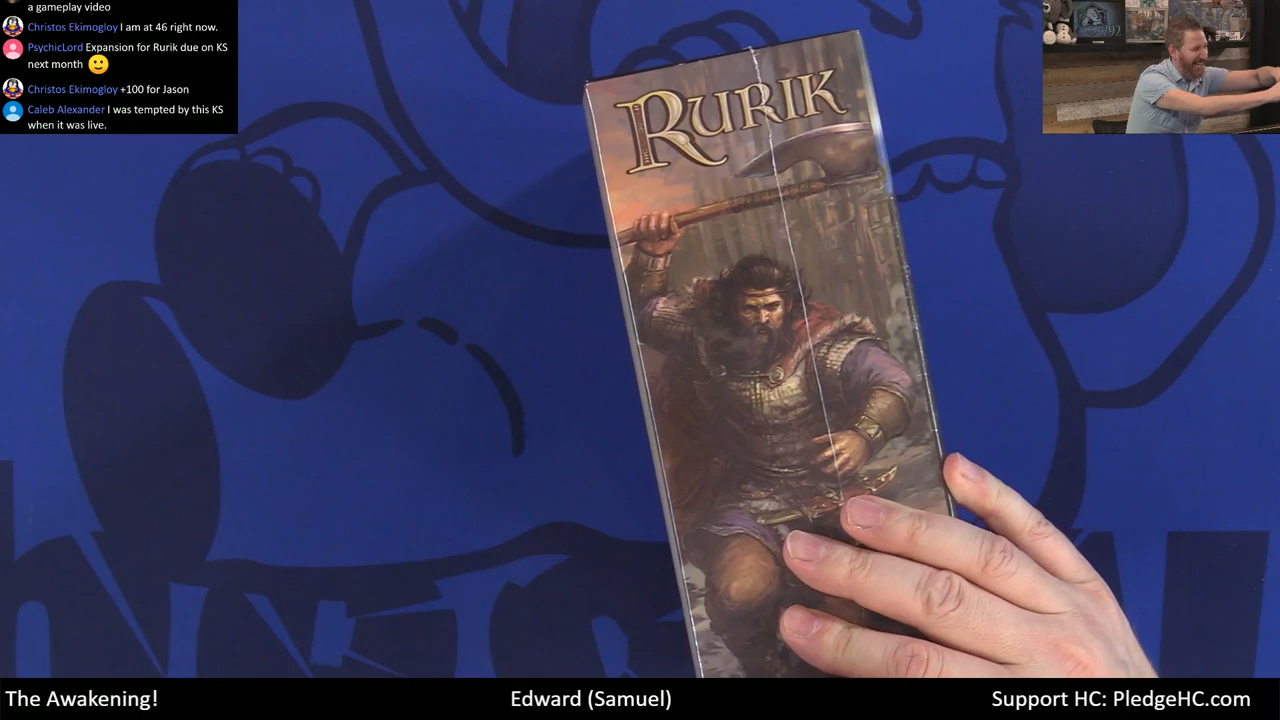 a gameplay video
Christos Ekimogloy I am at 46 right now.
PsychicLord Expansion for Rurik due on KS
next month
Christos Ekimogloy +100 for Jason
Caleb Alexander I was tempted by this KS
when it was live.
RURIK
The Awakening!
Edward (Samuel)
Support HC: PledgeHC.com